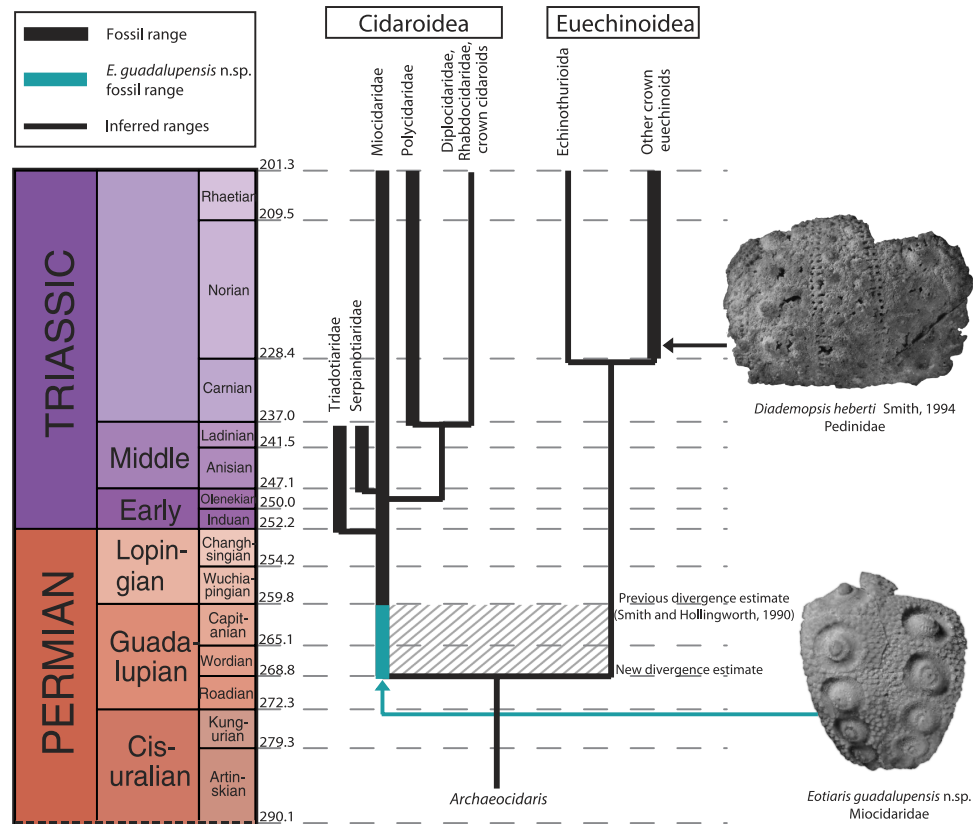 Fossil range
E. guadalupensis n.sp.
fossil range
Inferred ranges
Cidaroidea
Euechinoidea
Miocidaridae
Polycidaridae
Diplocidaridae,
Rhabdocidaridae,
crown cidaroids
Echinothurioida
Other crown
euechinoids
Triadotiaridae
Serpianotiaridae
TRIASSIC
Middle
Early
Rhaetian
Norian
Carnian
Ladinian
Anisian
Olenekian
Induan
PERMIAN
Lopin-
gian
Guada-
lupian
Cis-
uralian
Changh-
singian
Wuchia-
pingian
Capit-
anian
Wordian
Roadian
Kung-
urian
Artin-
skian
201.3
209.5
228.4
237.0
241.5
247.1
250.0
252.2
254.2
259.8
265.1
268.8
272.3
279.3
290.1
Previous divergence estimate
(Smith and Hollingworth, 1990)
New divergence estimate
Archaeocidaris
Diademopsis heberti Smith, 1994
Pedinidae
Eotiaris guadalupensis n.sp.
Miocidaridae